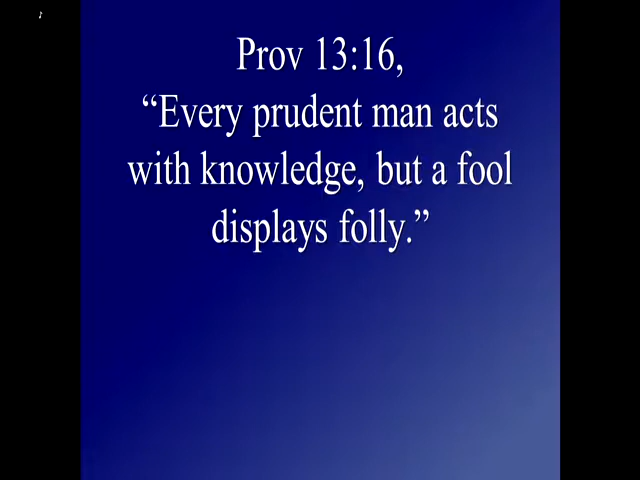 Prov 13:16,
“Every prudent man acts
with knowledge, but a fool
displays folly.”